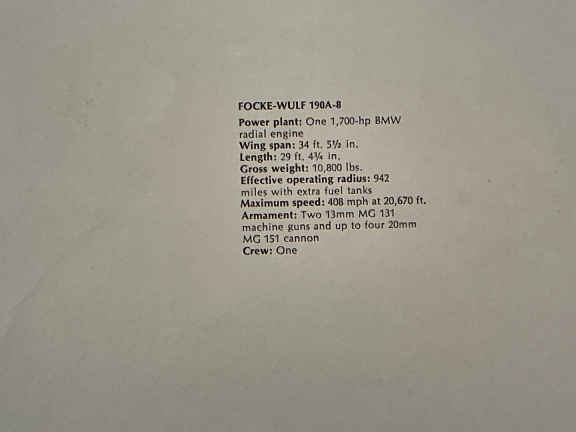 FOCKE-WULF 190A-8
Power plant: One 1,700-hp BMW
radial engine
Wing span: 34 ft. 5½ in.
Length: 29 ft. 4¾ in.
Gross weight: 10,800 lbs.
Effective operating radius: 942
miles with extra fuel tanks
Maximum speed: 408 mph at 20,670 ft.
Armament: Two 13mm MG 131
machine guns and up to four 20mm
MG 151 cannon
Crew: One